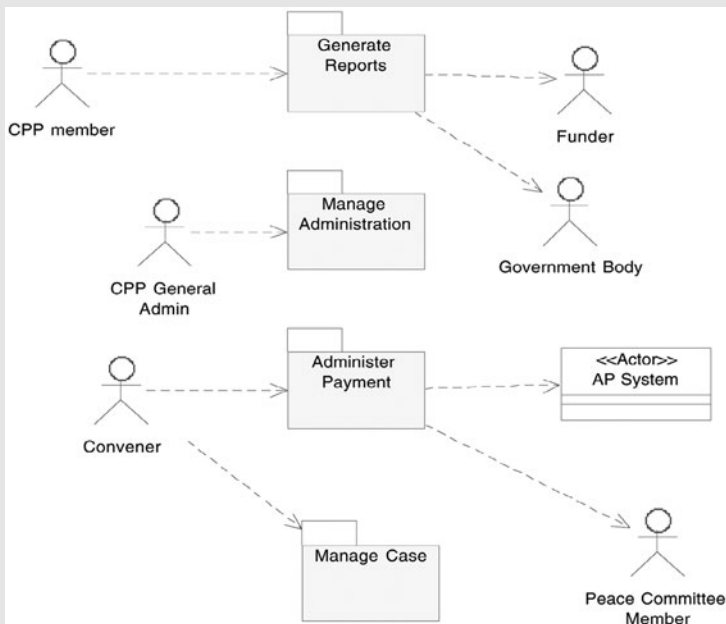 Generate
Reports
CPP member
Funder
Manage
Administration
Government Body
CPP General
Admin
Administer
Payment
<<Actor>>
AP System
Convener
Manage Case
Peace Committee
Member